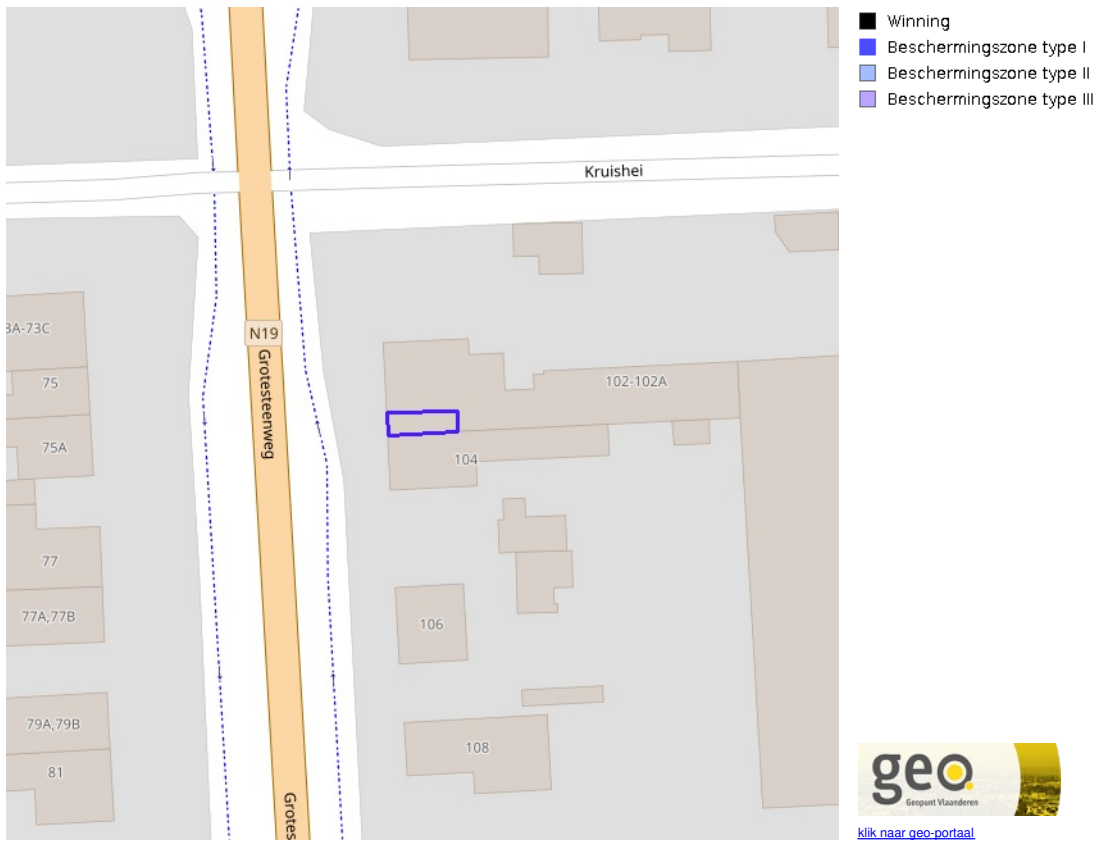 Winning
Beschermingszone type I
Beschermingszone type II
Beschermingszone type III
Kruishei
3A-73C
N19
75
102-102A
Grotesteenweg
75A
104
77
77A,77B
106
79A,79B
108
81
Grotes
geo.
Geopunt Vlaanderen
klik naar geo-portaal